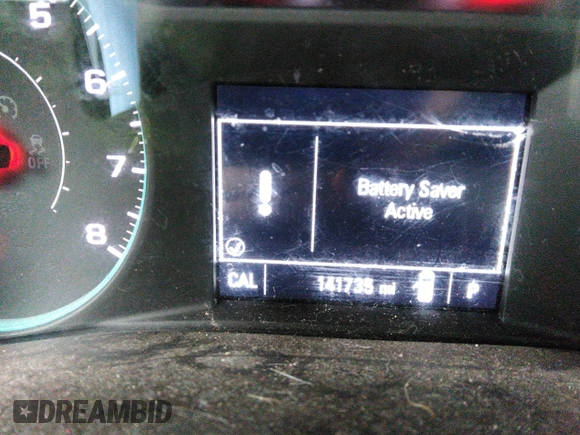 5
6
7
8
OFF
!
Battery Saver
Active
CAL
141735 mi
P
DREAMBID